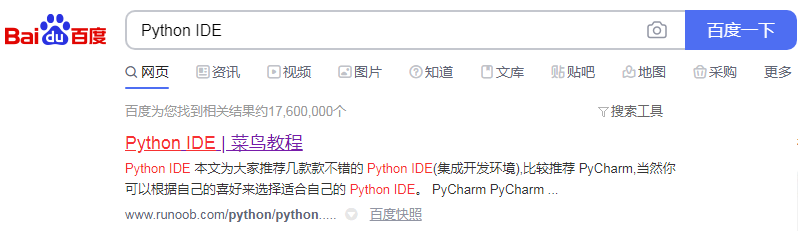 Bai du 百度 Python IDE 百度一下
网页 资讯 视频 图片 知道 文库 贴吧 地图 采购 更多
百度为您找到相关结果约17,600,000个 搜索工具
Python IDE | 菜鸟教程
Python IDE 本文为大家推荐几款款不错的 Python IDE(集成开发环境),比较推荐 PyCharm,当然你
可以根据自己的喜好来选择适合自己的 Python IDE。 PyCharm PyCharm ...
www.runoob.com/python/python..... 百度快照